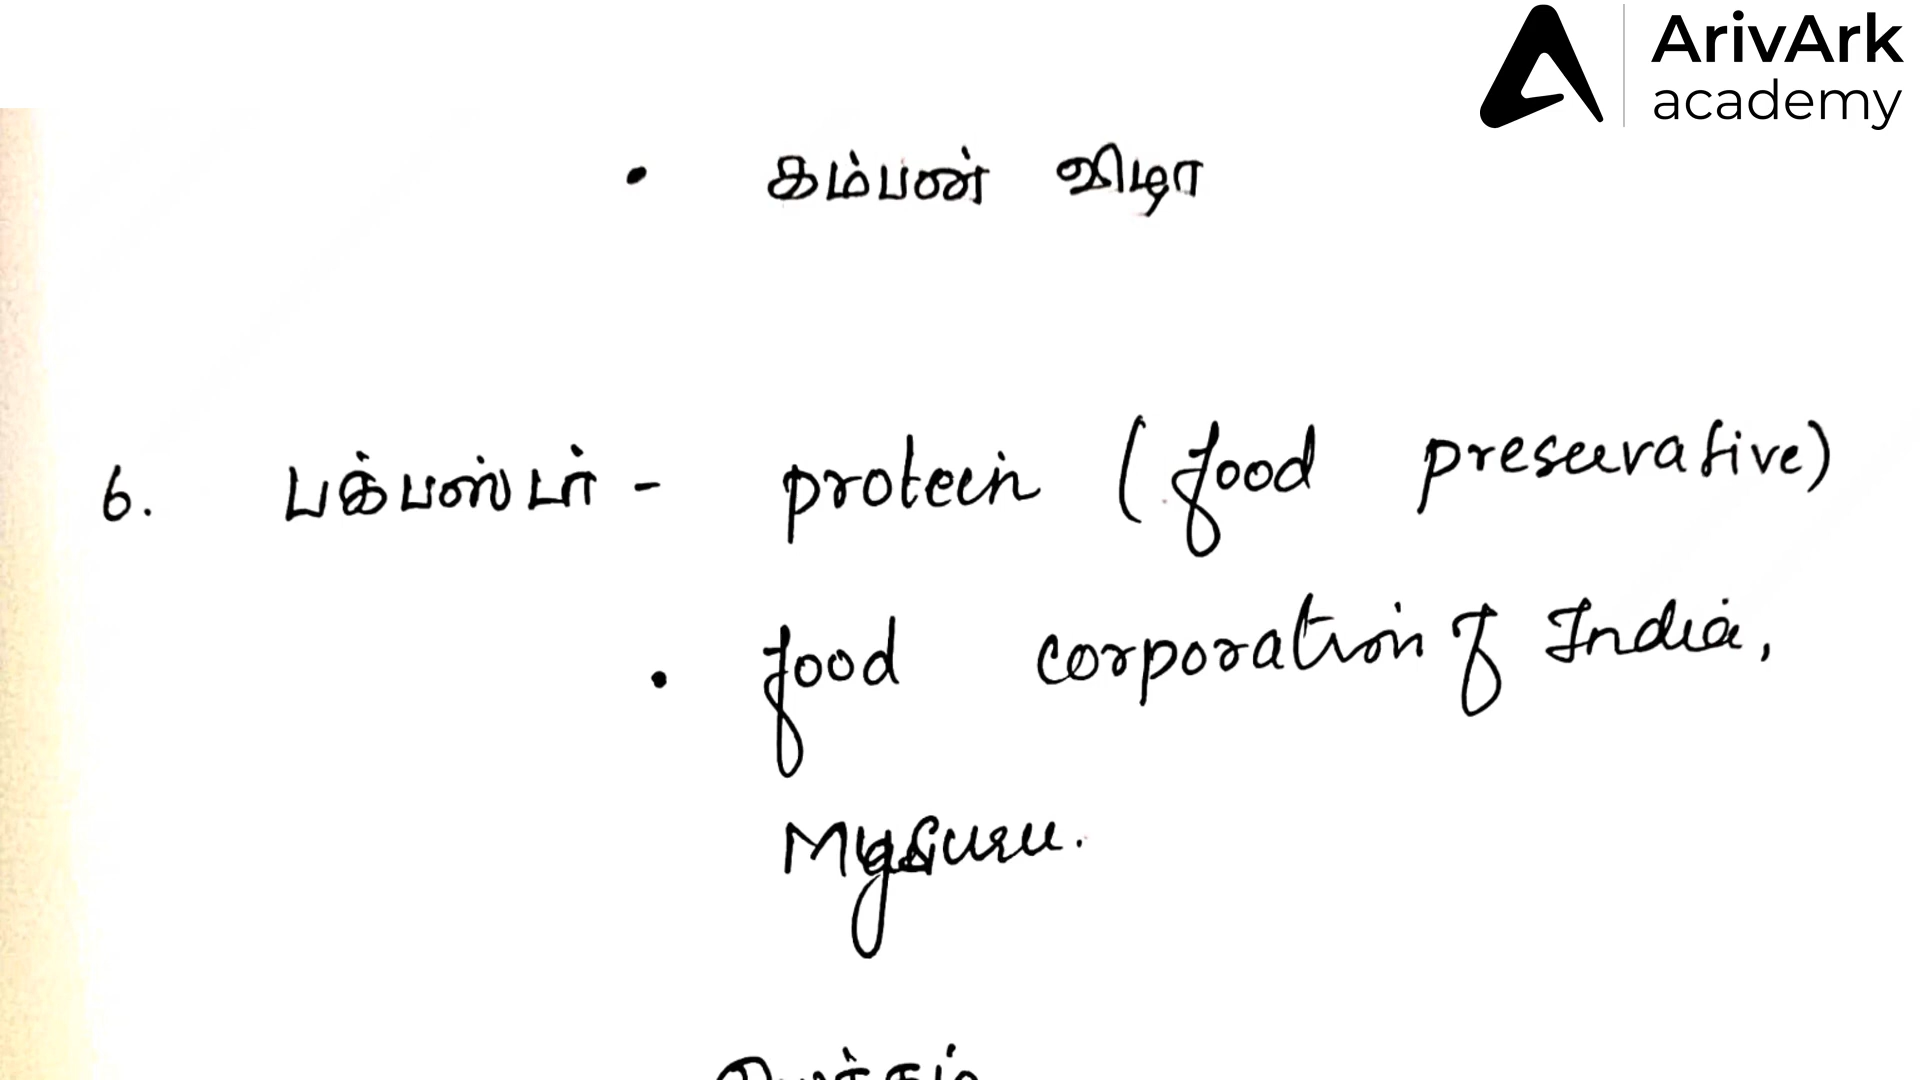 ArivArk
academy
• கம்பன் விழா
6. பக்பஸ்டர் - protein (food preservative)
• food corporation of India,
Mysuru.